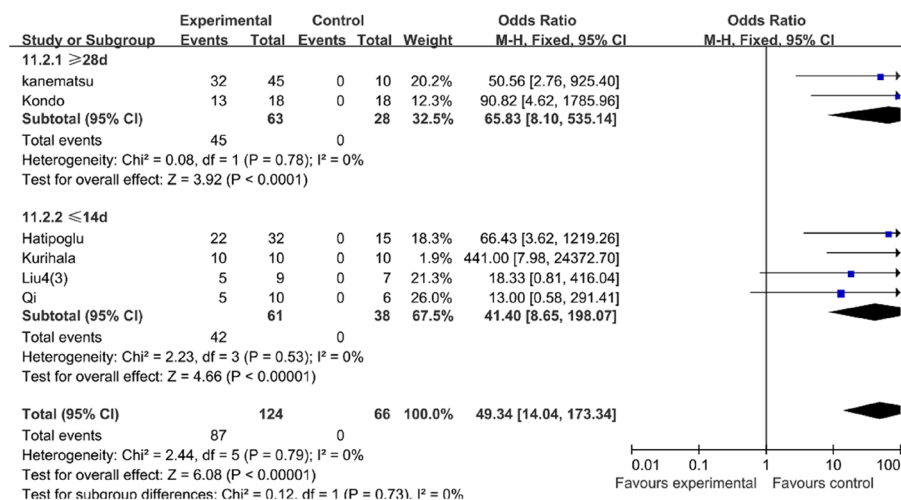 Experimental Control Odds Ratio Odds Ratio
Study or Subgroup Events Total Events Total Weight M-H, Fixed, 95% CI M-H, Fixed, 95% CI
11.2.1 ≥28d
kanematsu 32 45 0 10 20.2% 50.56 [2.76, 925.40]
Kondo 13 18 0 18 12.3% 90.82 [4.62, 1785.96]
Subtotal (95% CI) 63 28 32.5% 65.83 [8.10, 535.14]
Total events 45 0
Heterogeneity: Chi² = 0.08, df = 1 (P = 0.78); I² = 0%
Test for overall effect: Z = 3.92 (P < 0.0001)
11.2.2 ≤14d
Hatipoglu 22 32 0 15 18.3% 66.43 [3.62, 1219.26]
Kurihala 10 10 0 10 1.9% 441.00 [7.98, 24372.70]
Liu4(3) 5 9 0 7 21.3% 18.33 [0.81, 416.04]
Qi 5 10 0 6 26.0% 13.00 [0.58, 291.41]
Subtotal (95% CI) 61 38 67.5% 41.40 [8.65, 198.07]
Total events 42 0
Heterogeneity: Chi² = 2.23, df = 3 (P = 0.53); I² = 0%
Test for overall effect: Z = 4.66 (P < 0.00001)
Total (95% CI) 124 66 100.0% 49.34 [14.04, 173.34]
Total events 87 0
Heterogeneity: Chi² = 2.44, df = 5 (P = 0.79); I² = 0%
Test for overall effect: Z = 6.08 (P < 0.00001)
Test for subgroup differences: Chi² = 0.12, df = 1 (P = 0.73), I² = 0%
0.01 0.1 1 10 100
Favours experimental Favours control